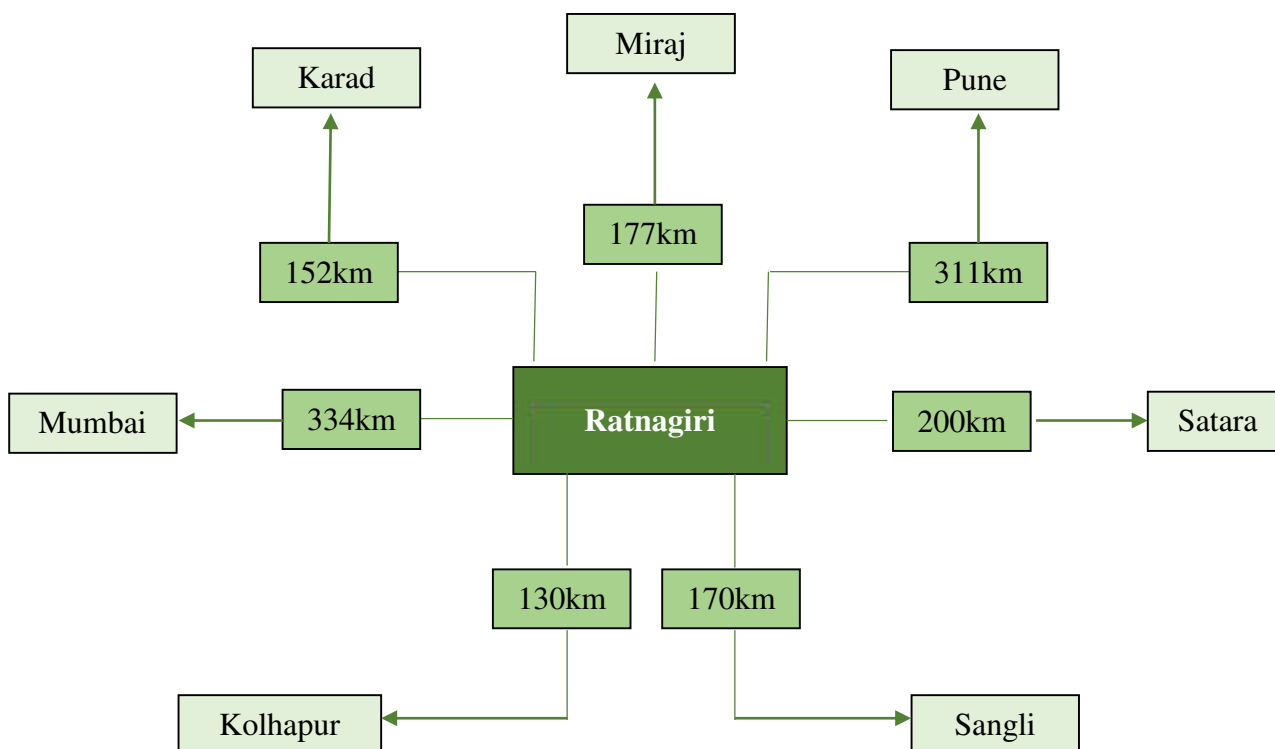 Miraj
Karad
Pune
177km
152km
311km
Mumbai
334km
Ratnagiri
200km
Satara
130km
170km
Kolhapur
Sangli